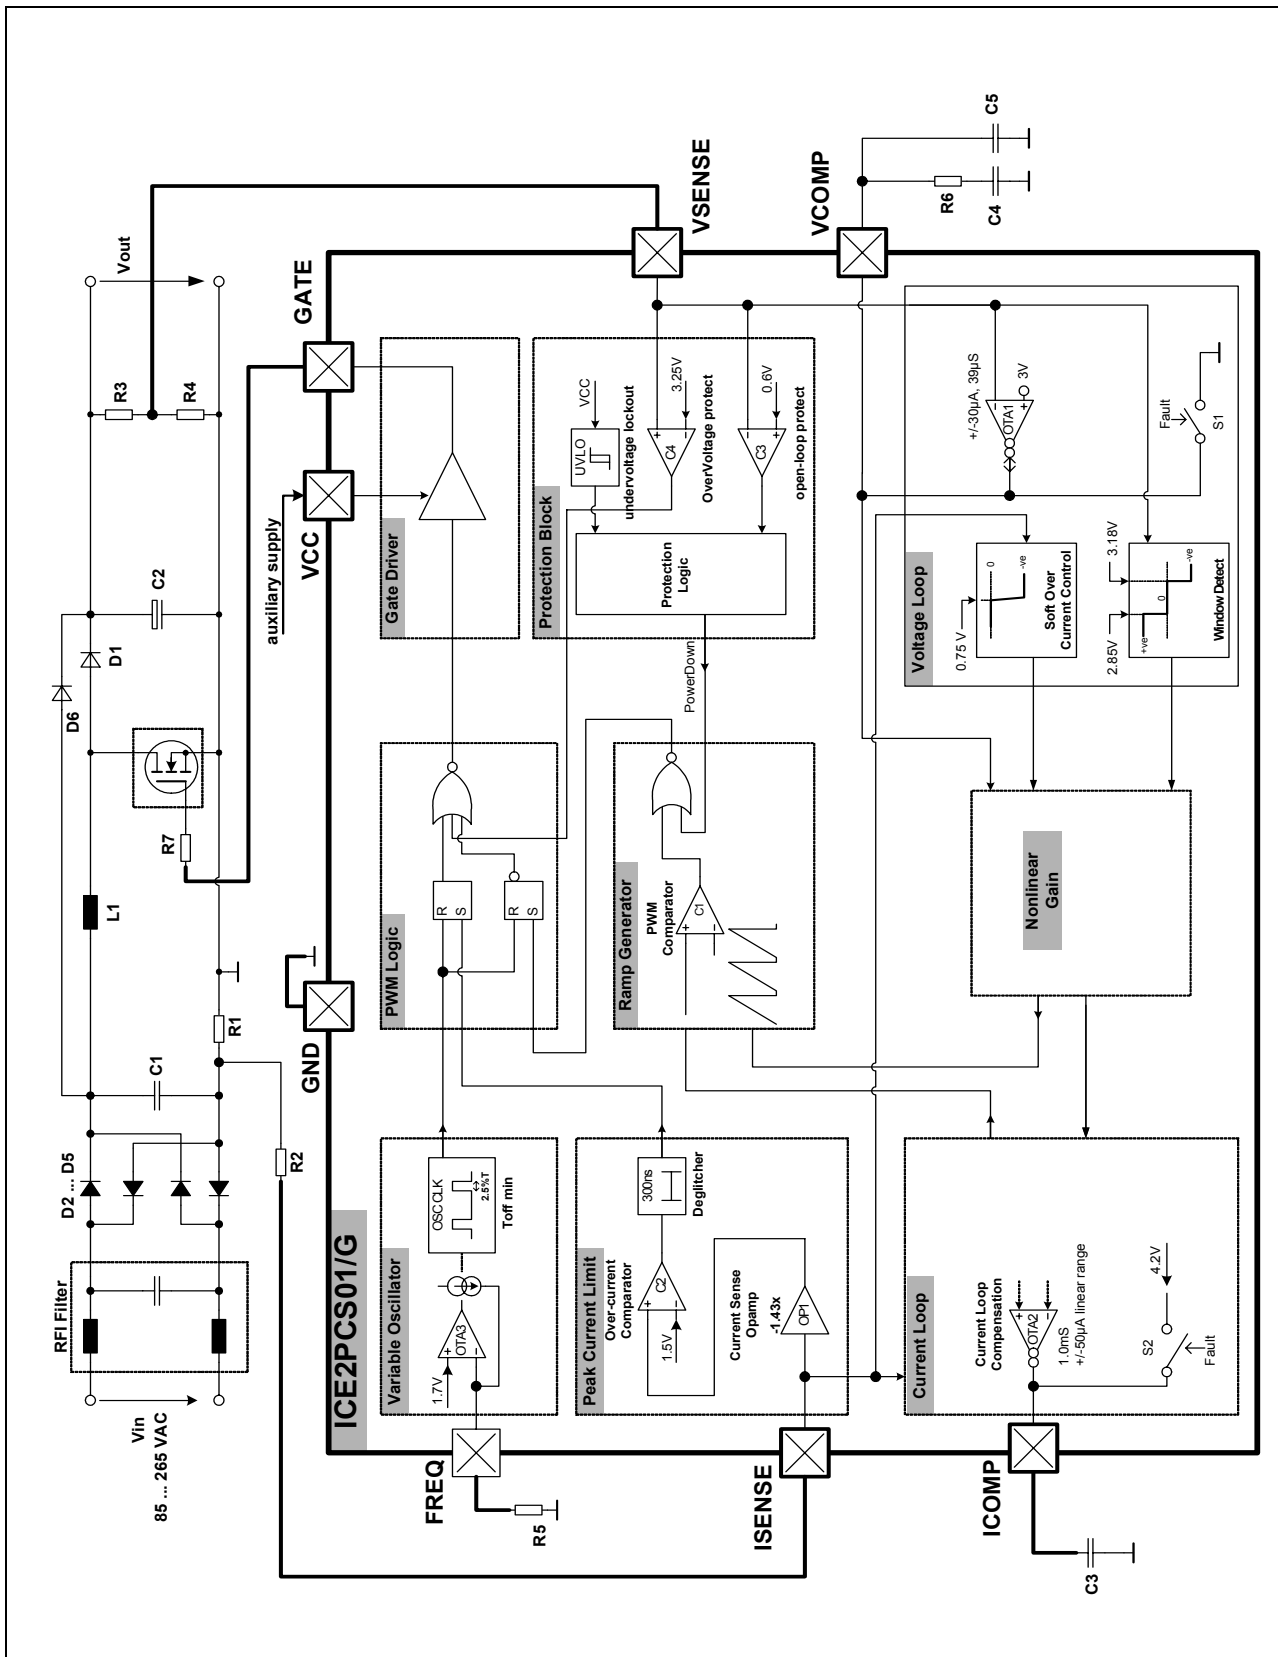 Vin
85 ... 265 VAC
RFI Filter
D2 ... D5
C1
R1
R2
L1
R7
D6
D1
C2
R3
R4
Vout
auxiliary supply
GND
VCC
GATE
ICE2PCS01/G
FREQ
R5
Variable Oscillator
1.7V
+
-
OTA3
OSC CLK
2.5%T
Toff min
PWM Logic
R
S
R
S
Gate Driver
ISENSE
Peak Current Limit
Over-current
Comparator
1.5V
+
-
C2
300ns
Deglitcher
Current Sense
Opamp
-1.43x
OP1
Ramp Generator
PWM
Comparator
+
-
C1
PowerDown
Protection Block
Protection
Logic
UVLO
VCC
undervoltage lockout
+
-
C4
3.25V
OverVoltage protect
-
+
C3
0.6V
open-loop protect
VSENSE
ICOMP
C3
Current Loop
Current Loop
Compensation
+
-
OTA2
1.0mS
+/-50µA linear range
S2
Fault
4.2V
Nonlinear
Gain
Voltage Loop
0.75 V
0
-ve
Soft Over
Current Control
2.85V
3.18V
+ve
0
-ve
Window Detect
+/-30µA, 39µS
-
+
OTA1
3V
Fault
S1
VCOMP
R6
C4
C5